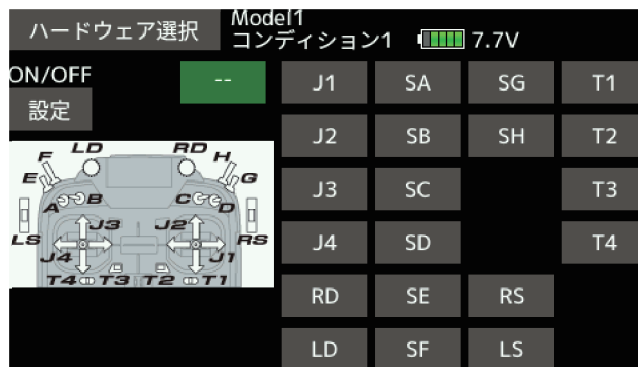 ハードウェア選択
Model1
コンディション1 7.7V
ON/OFF
設定
--
J1 SA SG T1
J2 SB SH T2
J3 SC T3
J4 SD T4
RD SE RS
LD SF LS
LD RD
F H
E G
A B C D
LS J3 J2 RS
J4 J1
T4 T3 T2 T1